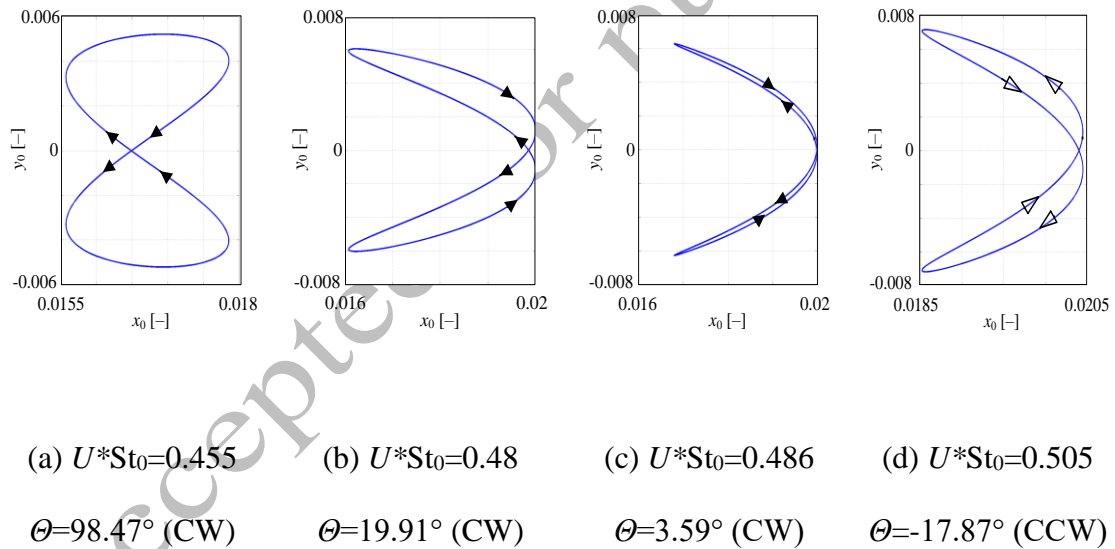 0.006
0
-0.006
0.0155
0.018
y0 [–]
x0 [–]
0.008
0
-0.008
0.016
0.02
y0 [–]
x0 [–]
0.008
0
-0.008
0.016
0.02
y0 [–]
x0 [–]
0.008
0
-0.008
0.0185
0.0205
y0 [–]
x0 [–]
(a) U*St0=0.455
(b) U*St0=0.48
(c) U*St0=0.486
(d) U*St0=0.505
Θ=98.47° (CW)
Θ=19.91° (CW)
Θ=3.59° (CW)
Θ=-17.87° (CCW)